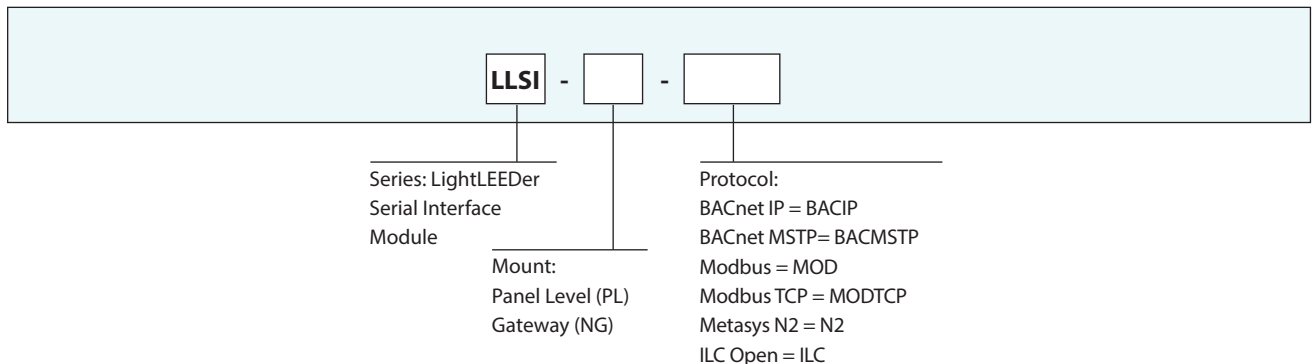 LLSI - -
Series: LightLEEDer
Serial Interface
Module
Mount:
Panel Level (PL)
Gateway (NG)
Protocol:
BACnet IP = BACIP
BACnet MSTP= BACMSTP
Modbus = MOD
Modbus TCP = MODTCP
Metasys N2 = N2
ILC Open = ILC